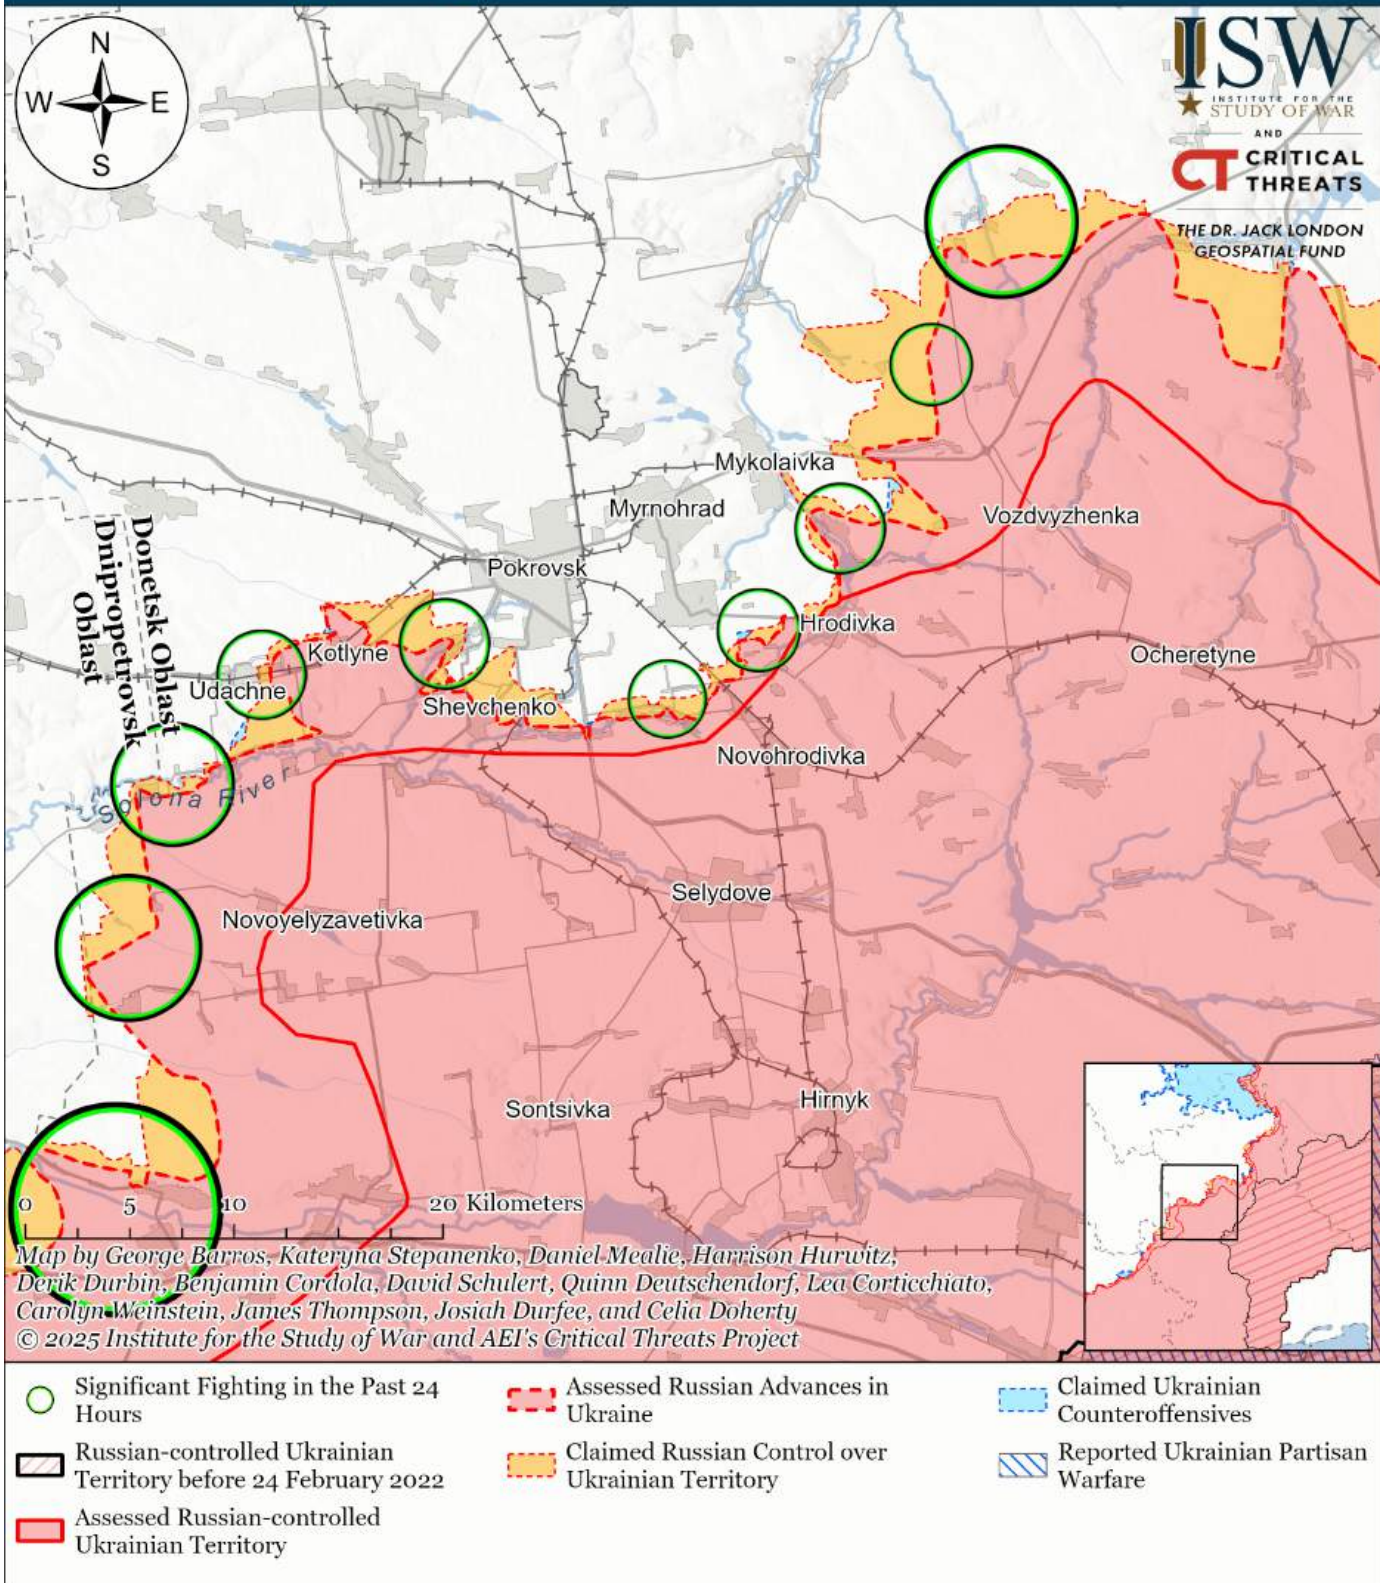 N
W E
S
ISW
INSTITUTE FOR THE
STUDY OF WAR
AND
CT CRITICAL
THREATS
THE DR. JACK LONDON
GEOSPATIAL FUND
Mykolaivka
Myrnohrad
Vozdvyzhenka
Pokrovsk
Donetsk Oblast
Dnipropetrovsk
Oblast
Hrodivka
Kotlyne
Ocheretyne
Udachne
Shevchenko
Novohrodivka
Solona River
Selydove
Novoyelyzavetivka
Sontsivka
Hirnyk
0 5 10 20 Kilometers
Map by George Barros, Kateryna Stepanenko, Daniel Mealie, Harrison Hurwitz,
Derik Durbin, Benjamin Cordola, David Schulert, Quinn Deutschendorf, Lea Corticchiato,
Carolyn Weinstein, James Thompson, Josiah Durfee, and Celia Doherty
© 2025 Institute for the Study of War and AEI's Critical Threats Project
Significant Fighting in the Past 24
Hours
Russian-controlled Ukrainian
Territory before 24 February 2022
Assessed Russian-controlled
Ukrainian Territory
Assessed Russian Advances in
Ukraine
Claimed Russian Control over
Ukrainian Territory
Claimed Ukrainian
Counteroffensives
Reported Ukrainian Partisan
Warfare